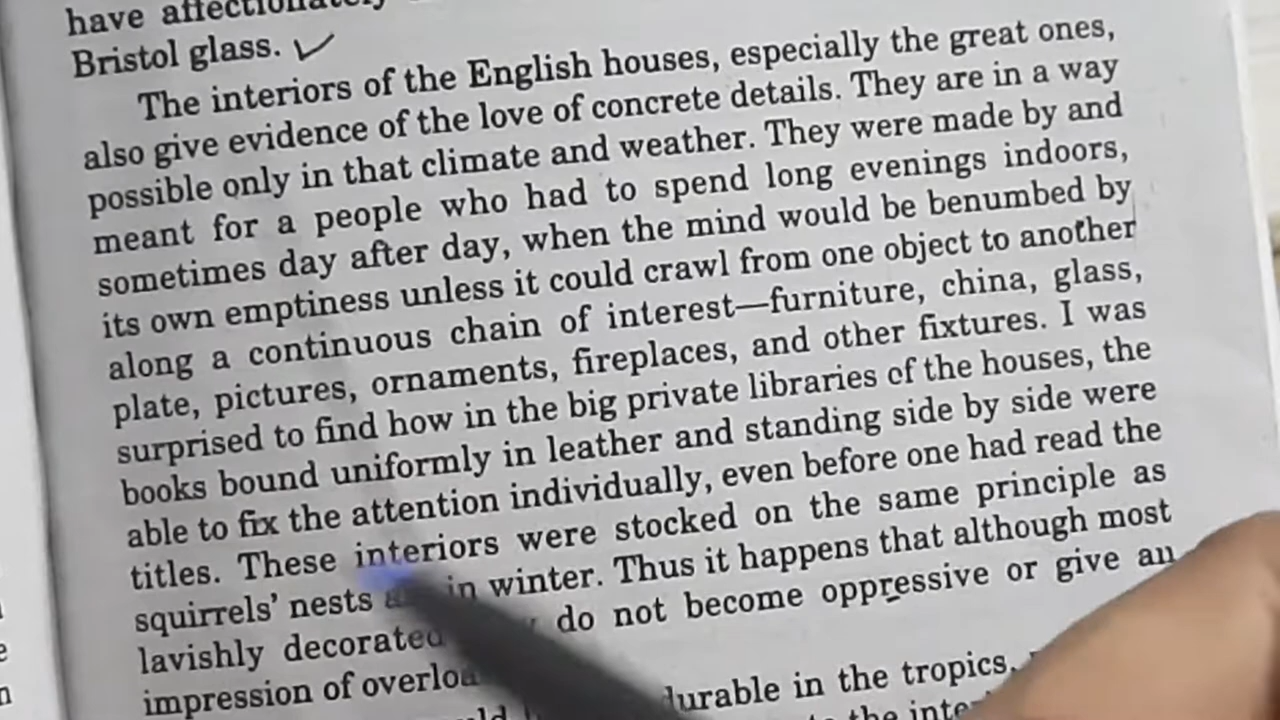 have affectionately
Bristol glass. ✓
The interiors of the English houses, especially the great ones,
also give evidence of the love of concrete details. They are in a way
possible only in that climate and weather. They were made by and
meant for a people who had to spend long evenings indoors,
sometimes day after day, when the mind would be benumbed by
its own emptiness unless it could crawl from one object to another
along a continuous chain of interest—furniture, china, glass,
plate, pictures, ornaments, fireplaces, and other fixtures. I was
surprised to find how in the big private libraries of the houses, the
books bound uniformly in leather and standing side by side were
able to fix the attention individually, even before one had read the
titles. These interiors were stocked on the same principle as
squirrels' nests in winter. Thus it happens that although most
lavishly decorated do not become oppressive or give an
impression of durable in the tropics.
the